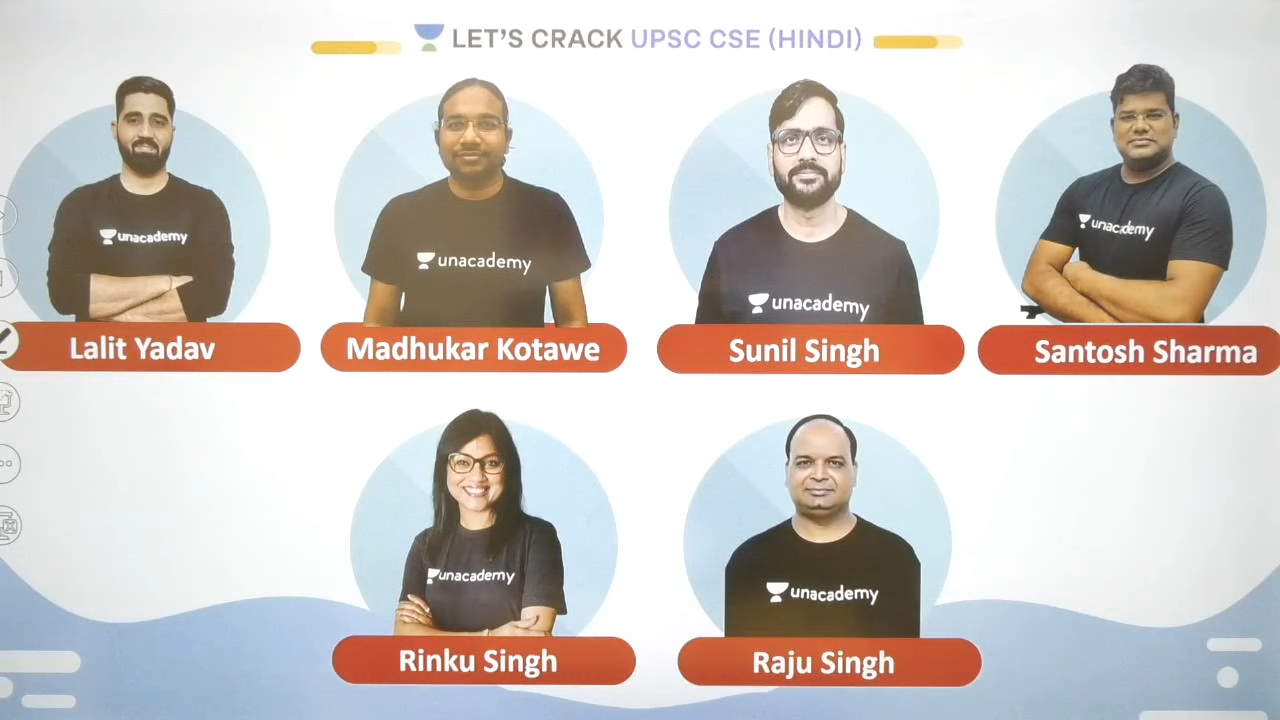 LET'S CRACK UPSC CSE (HINDI)
unacademy
unacademy
unacademy
unacademy
Lalit Yadav
Madhukar Kotawe
Sunil Singh
Santosh Sharma
unacademy
unacademy
Rinku Singh
Raju Singh